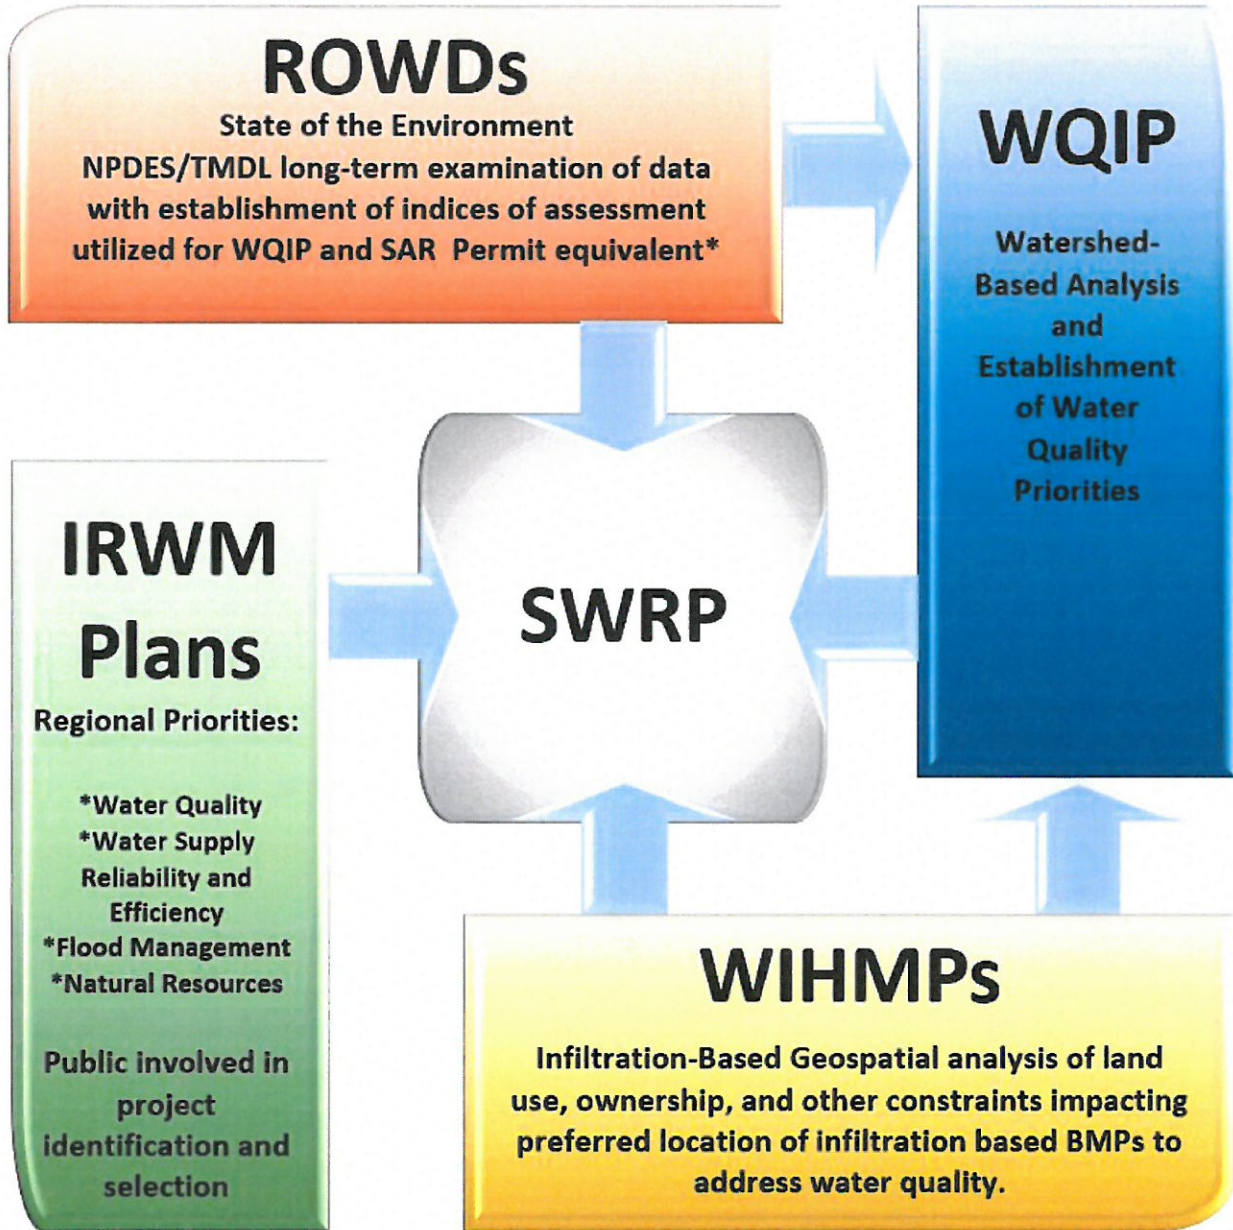 ROWDs
State of the Environment
NPDES/TMDL long-term examination of data
with establishment of indices of assessment
utilized for WQIP and SAR Permit equivalent*
WQIP
Watershed-
Based Analysis
and
Establishment
of Water
Quality
Priorities
IRWM
Plans
Regional Priorities:
*Water Quality
*Water Supply
Reliability and
Efficiency
*Flood Management
*Natural Resources
Public involved in
project
identification and
selection
SWRP
WIHMPs
Infiltration-Based Geospatial analysis of land
use, ownership, and other constraints impacting
preferred location of infiltration based BMPs to
address water quality.